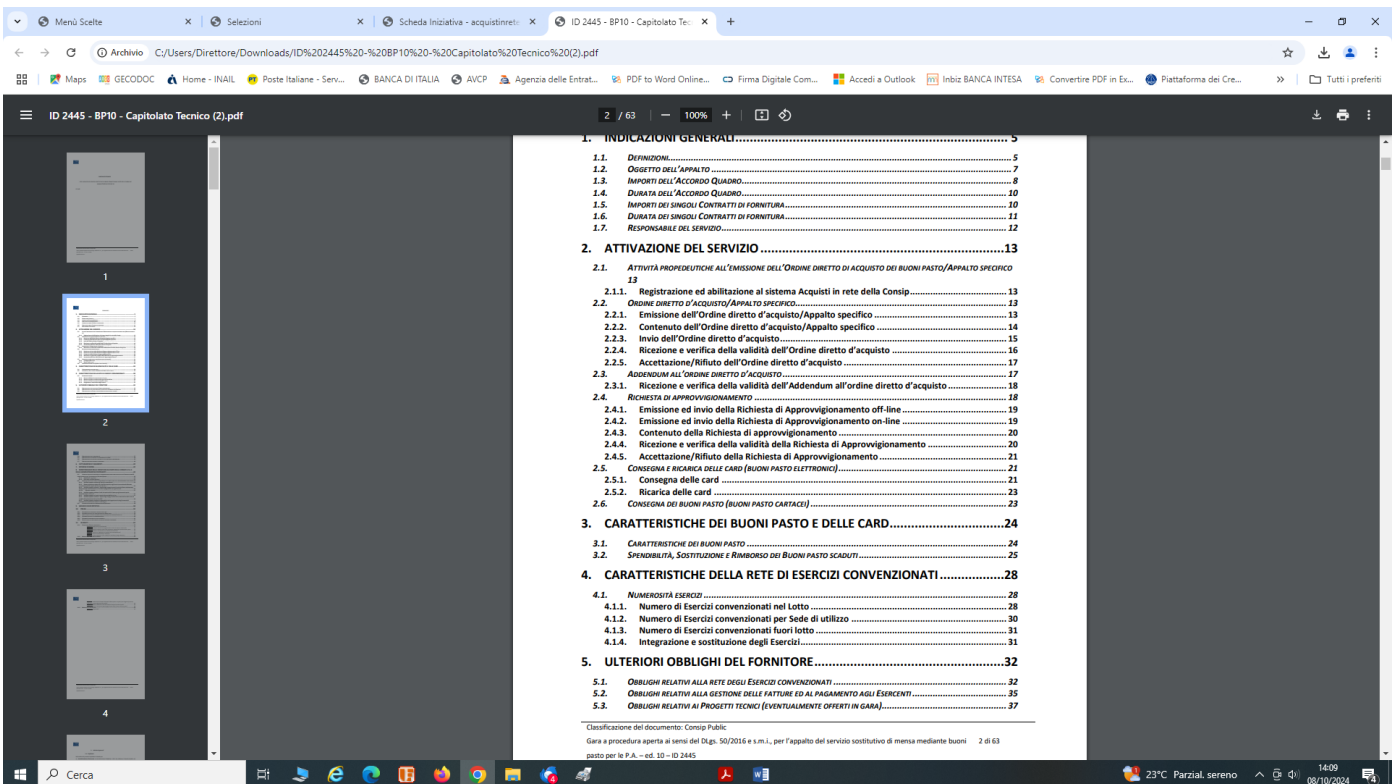 Menù Scelte
Selezioni
Scheda Iniziativa - acquistinrete
ID 2445 - BP10 - Capitolato Tec
Archivio C:/Users/Direttore/Downloads/ID%202445%20-%20BP10%20-%20Capitolato%20Tecnico%20(2).pdf
Maps GECODOC Home - INAIL Poste Italiane - Serv... BANCA DI ITALIA AVCP Agenzia delle Entrat... PDF to Word Online... Firma Digitale Com... Accedi a Outlook Inbiz BANCA INTESA Convertire PDF in Ex... Piattaforma dei Cre... » Tutti i preferiti
ID 2445 - BP10 - Capitolato Tecnico (2).pdf 2 / 63 100%
1
2
3
4
1. INDICAZIONI GENERALI 5
1.1. DEFINIZIONI 5
1.2. OGGETTO DELL'APPALTO 7
1.3. IMPORTI DELL'ACCORDO QUADRO 8
1.4. DURATA DELL'ACCORDO QUADRO 10
1.5. IMPORTI DEI SINGOLI CONTRATTI DI FORNITURA 10
1.6. DURATA DEI SINGOLI CONTRATTI DI FORNITURA 11
1.7. RESPONSABILE DEL SERVIZIO 12
2. ATTIVAZIONE DEL SERVIZIO 13
2.1. ATTIVITÀ PROPEDEUTICHE ALL'EMISSIONE DELL'ORDINE DIRETTO DI ACQUISTO DEI BUONI PASTO/APPALTO SPECIFICO
13
2.1.1. Registrazione ed abilitazione al sistema Acquisti in rete della Consip 13
2.2. ORDINE DIRETTO D'ACQUISTO/APPALTO SPECIFICO 13
2.2.1. Emissione dell'Ordine diretto d'acquisto/Appalto specifico 13
2.2.2. Contenuto dell'Ordine diretto d'acquisto/Appalto specifico 14
2.2.3. Invio dell'Ordine diretto d'acquisto 15
2.2.4. Ricezione e verifica della validità dell'Ordine diretto d'acquisto 16
2.2.5. Accettazione/Rifiuto dell'Ordine diretto d'acquisto 17
2.3. ADDENDUM ALL'ORDINE DIRETTO D'ACQUISTO 17
2.3.1. Ricezione e verifica della validità dell'Addendum all'ordine diretto d'acquisto 18
2.4. RICHIESTA DI APPROVVIGIONAMENTO 18
2.4.1. Emissione ed invio della Richiesta di Approvvigionamento off-line 19
2.4.2. Emissione ed invio della Richiesta di Approvvigionamento on-line 19
2.4.3. Contenuto della Richiesta di approvvigionamento 20
2.4.4. Ricezione e verifica della validità della Richiesta di Approvvigionamento 20
2.4.5. Accettazione/Rifiuto della Richiesta di Approvvigionamento 21
2.5. CONSEGNA E RICARICA DELLE CARD (BUONI PASTO ELETTRONICI) 21
2.5.1. Consegna delle card 21
2.5.2. Ricarica delle card 23
2.6. CONSEGNA DEI BUONI PASTO (BUONI PASTO CARTACEI) 23
3. CARATTERISTICHE DEI BUONI PASTO E DELLE CARD 24
3.1. CARATTERISTICHE DEI BUONI PASTO 24
3.2. SPENDIBILITÀ, SOSTITUZIONE E RIMBORSO DEI BUONI PASTO SCADUTI 25
4. CARATTERISTICHE DELLA RETE DI ESERCIZI CONVENZIONATI 28
4.1. NUMEROSITÀ ESERCIZI 28
4.1.1. Numero di Esercizi convenzionati nel Lotto 28
4.1.2. Numero di Esercizi convenzionati per Sede di utilizzo 30
4.1.3. Numero di Esercizi convenzionati fuori lotto 31
4.1.4. Integrazione e sostituzione degli Esercizi 31
5. ULTERIORI OBBLIGHI DEL FORNITORE 32
5.1. OBBLIGHI RELATIVI ALLA RETE DEGLI ESERCIZI CONVENZIONATI 32
5.2. OBBLIGHI RELATIVI ALLA GESTIONE DELLE FATTURE ED AL PAGAMENTO AGLI ESERCENTI 35
5.3. OBBLIGHI RELATIVI AI PROGETTI TECNICI (EVENTUALMENTE OFFERTI IN GARA) 37
Classificazione del documento: Consip Public
Gara a procedura aperta ai sensi del DLgs. 50/2016 e s.m.i., per l'appalto del servizio sostitutivo di mensa mediante buoni 2 di 63
pasto per le P.A. – ed. 10 – ID 2445
Cerca
23°C Parzial. sereno
14:09
08/10/2024